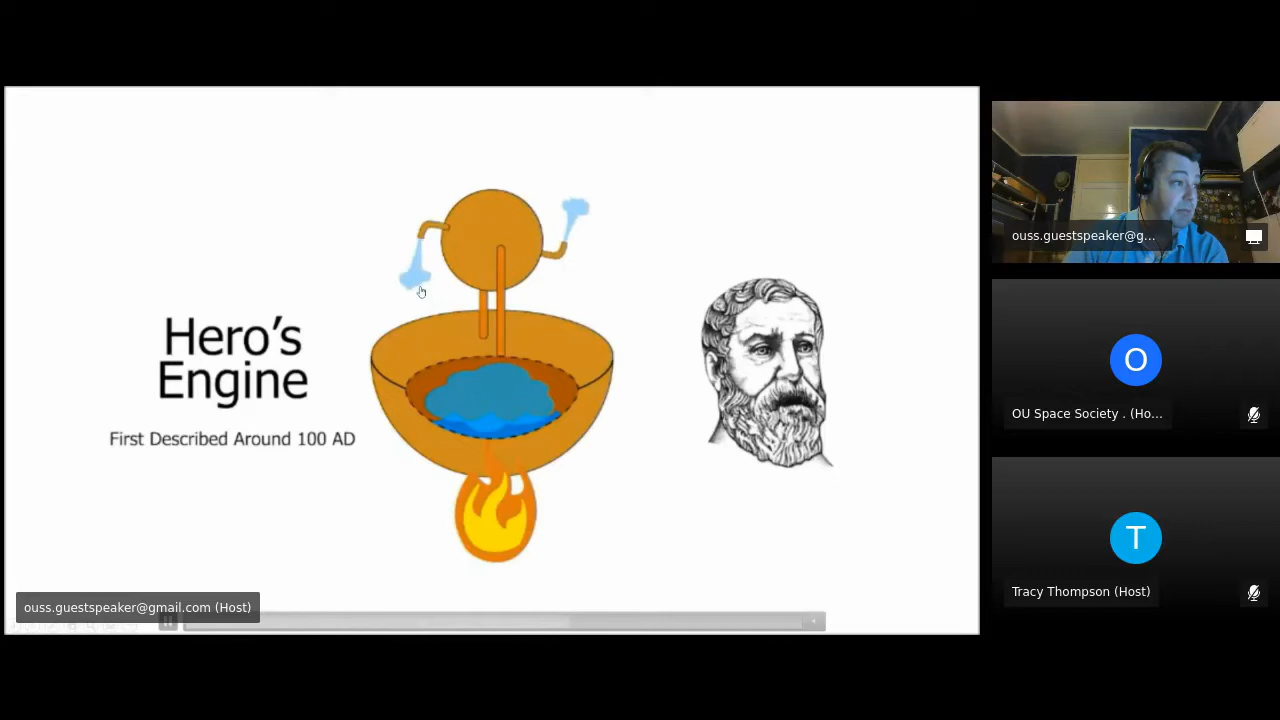 Hero's
Engine
First Described Around 100 AD
ouss.guestspeaker@gmail.com (Host)
ouss.guestspeaker@g...
O
OU Space Society . (Ho...
T
Tracy Thompson (Host)